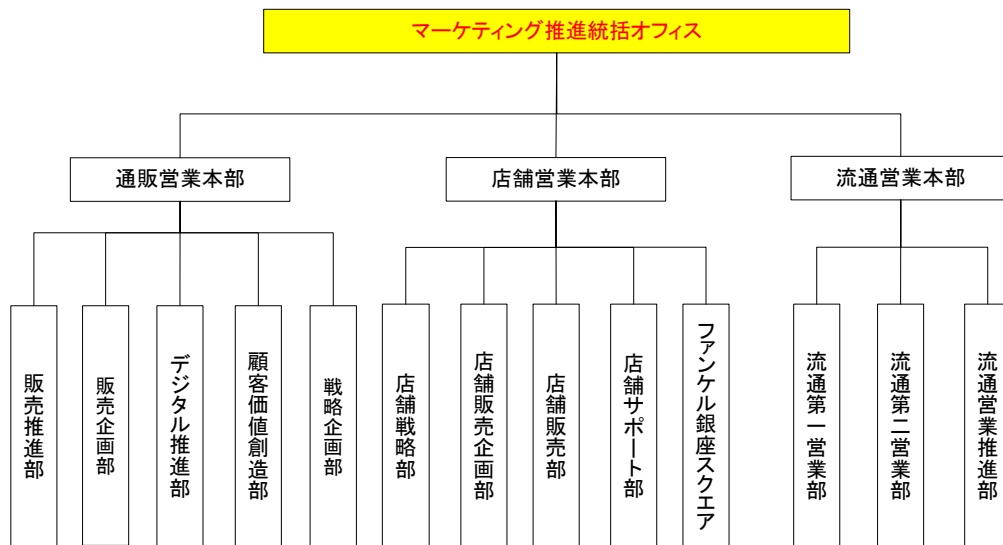 マーケティング推進統括オフィス
通販営業本部
店舗営業本部
流通営業本部
販売推進部
販売企画部
デジタル推進部
顧客価値創造部
戦略企画部
店舗戦略部
店舗販売企画部
店舗販売部
店舗サポート部
ファンケル銀座スクエア
流通第一営業部
流通第二営業部
流通営業推進部